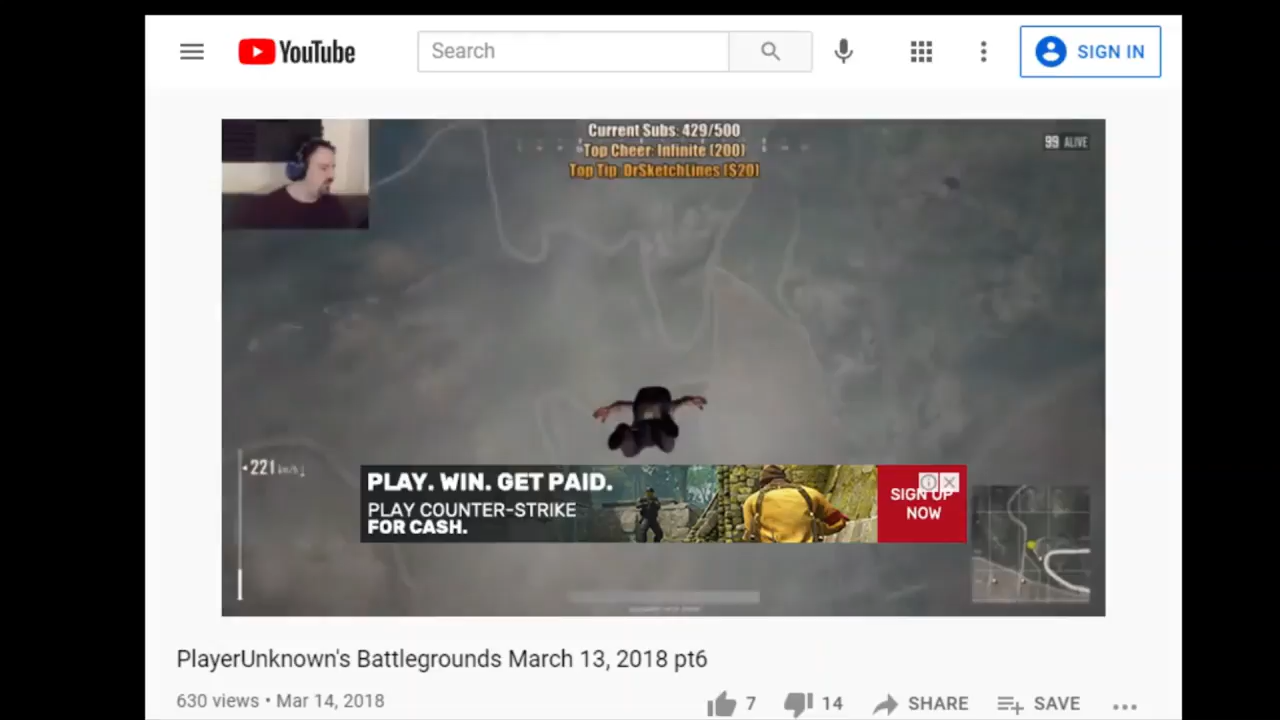 YouTube
Search
SIGN IN
Current Subs: 429/500
Top Cheer: Infinite (200)
Top Tip: DrSketchLines ($20)
99 ALIVE
221 km/h
PLAY. WIN. GET PAID.
PLAY COUNTER-STRIKE
FOR CASH.
SIGN UP
NOW
PlayerUnknown's Battlegrounds March 13, 2018 pt6
630 views • Mar 14, 2018
7
14
SHARE
SAVE